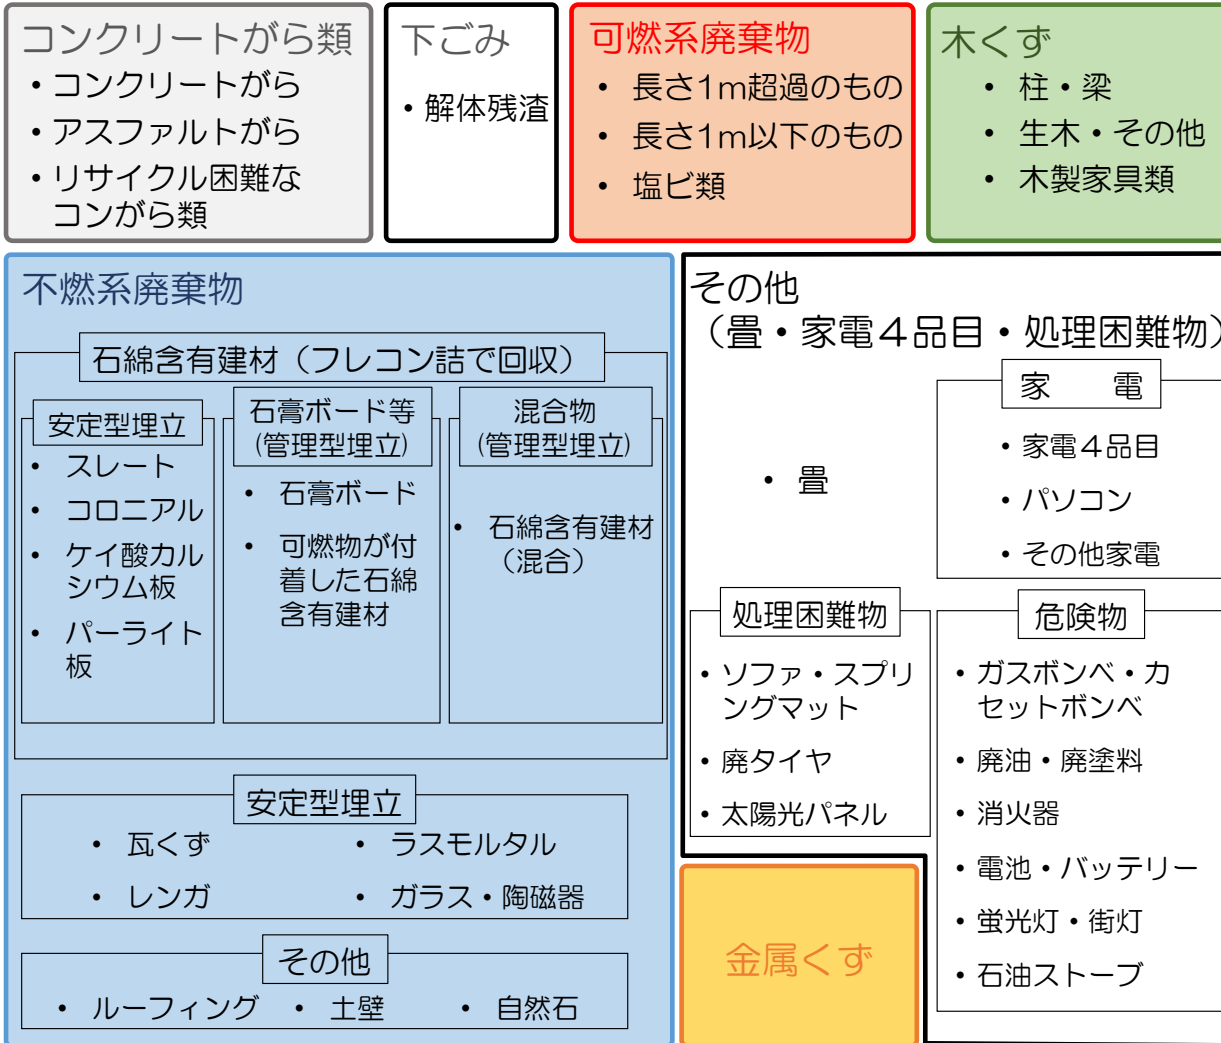 コンクリートがら類
・コンクリートがら
・アスファルトがら
・リサイクル困難な
コンがら類
下ごみ
・解体残渣
可燃系廃棄物
• 長さ1m超過のもの
• 長さ1m以下のもの
• 塩ビ類
木くず
• 柱・梁
• 生木・その他
• 木製家具類
不燃系廃棄物
石綿含有建材（フレコン詰で回収）
安定型埋立
• スレート
• コロニアル
• ケイ酸カル
シウム板
• パーライト
板
石膏ボード等
(管理型埋立)
• 石膏ボード
• 可燃物が付
着した石綿
含有建材
混合物
(管理型埋立)
• 石綿含有建材
（混合）
安定型埋立
• 瓦くず
• ラスモルタル
• レンガ
• ガラス・陶磁器
その他
• ルーフィング
• 土壁
• 自然石
その他
（畳・家電４品目・処理困難物）
• 畳
家　電
• 家電４品目
• パソコン
• その他家電
処理困難物
• ソファ・スプリ
ングマット
• 廃タイヤ
• 太陽光パネル
危険物
• ガスボンベ・カ
セットボンベ
• 廃油・廃塗料
• 消火器
• 電池・バッテリー
• 蛍光灯・街灯
• 石油ストーブ
金属くず